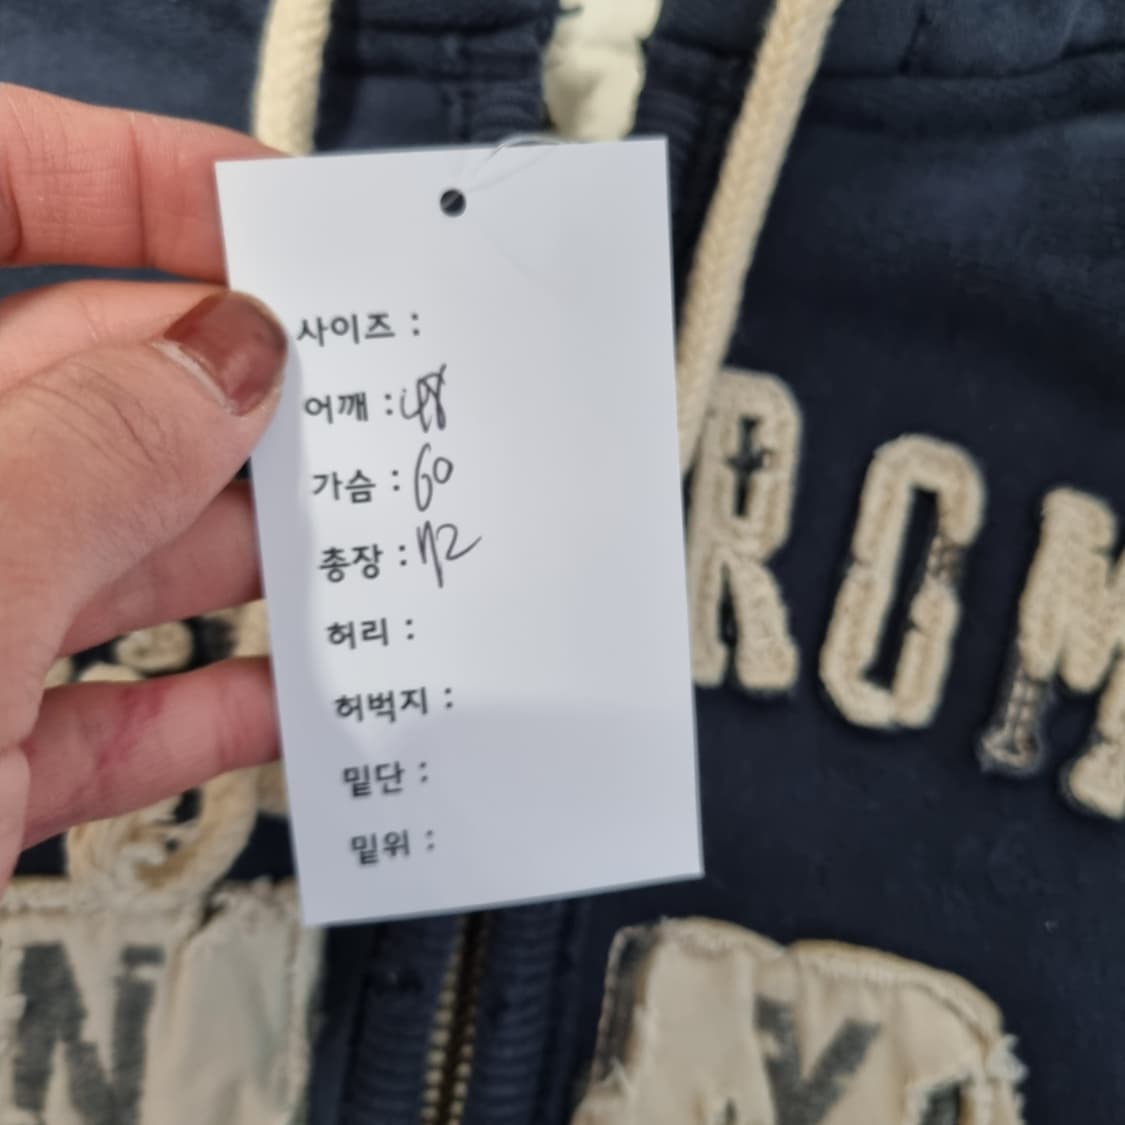 사이즈 :
어깨 : 48
가슴 : 60
총장 : 72
허리 :
허벅지 :
밑단 :
밑위 :
ROM
N
Y